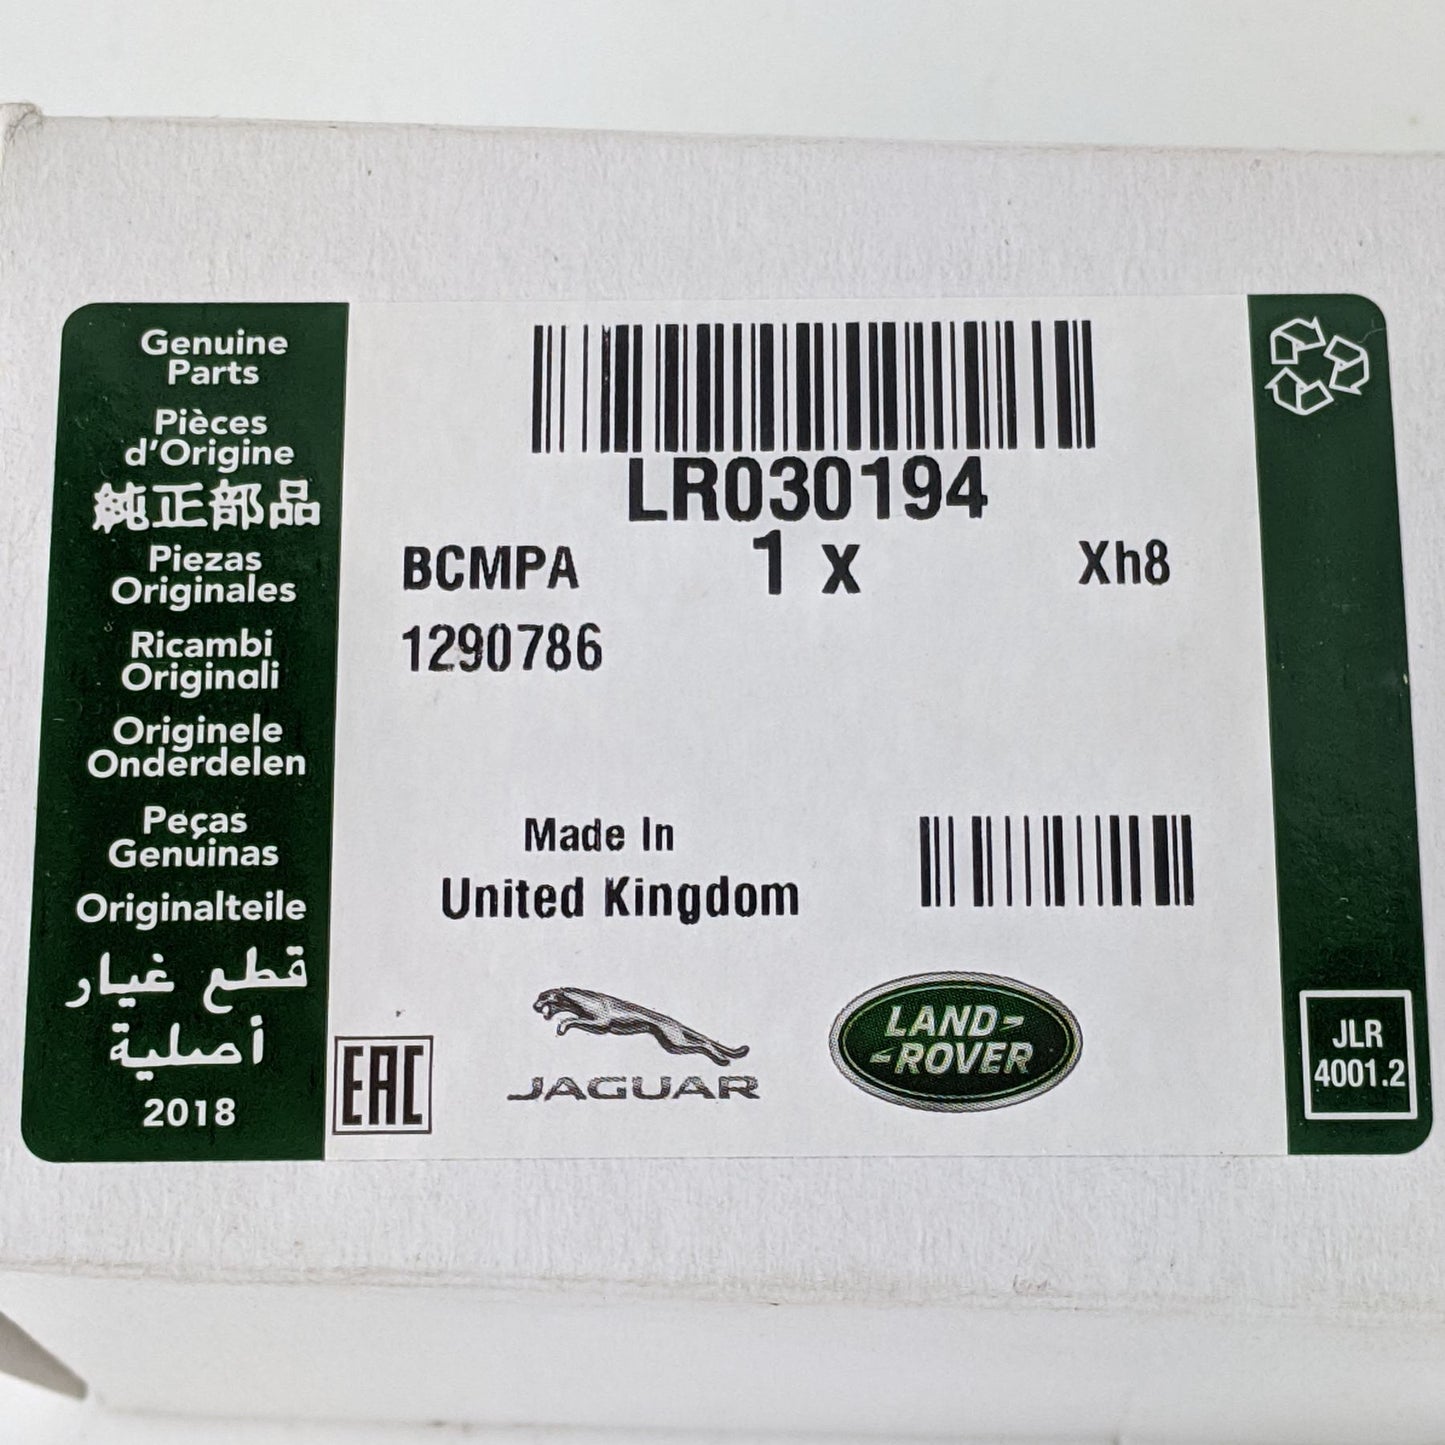 Genuine
Parts
Pièces
d'Origine
純正部品
Piezas
Originales
Ricambi
Originali
Originele
Onderdelen
Peças
Genuinas
Originalteile
قطع غيار
أصلية
2018
LR030194
BCMPA 1 x Xh8
1290786
Made In
United Kingdom
EAC
JAGUAR
LAND-
-ROVER
JLR
4001.2